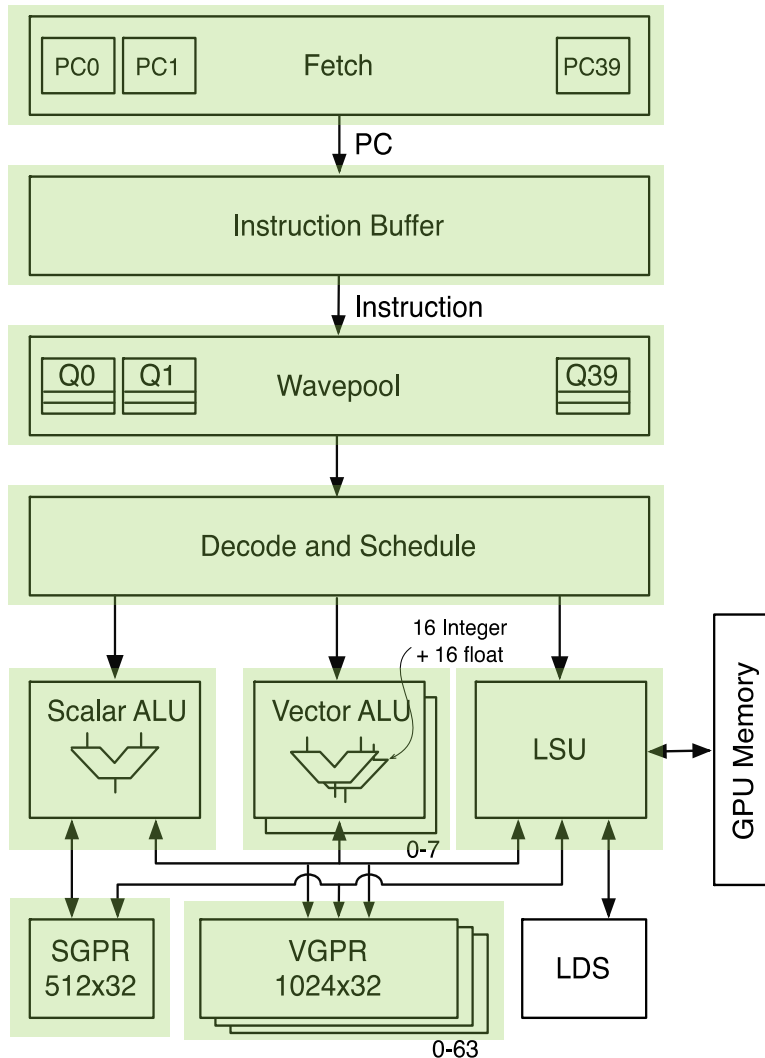 PC0 PC1 Fetch PC39
PC
Instruction Buffer
Instruction
Q0 Q1 Wavepool Q39
Decode and Schedule
16 Integer
+ 16 float
Scalar ALU
Vector ALU
LSU
GPU Memory
0-7
SGPR
512x32
VGPR
1024x32
LDS
0-63